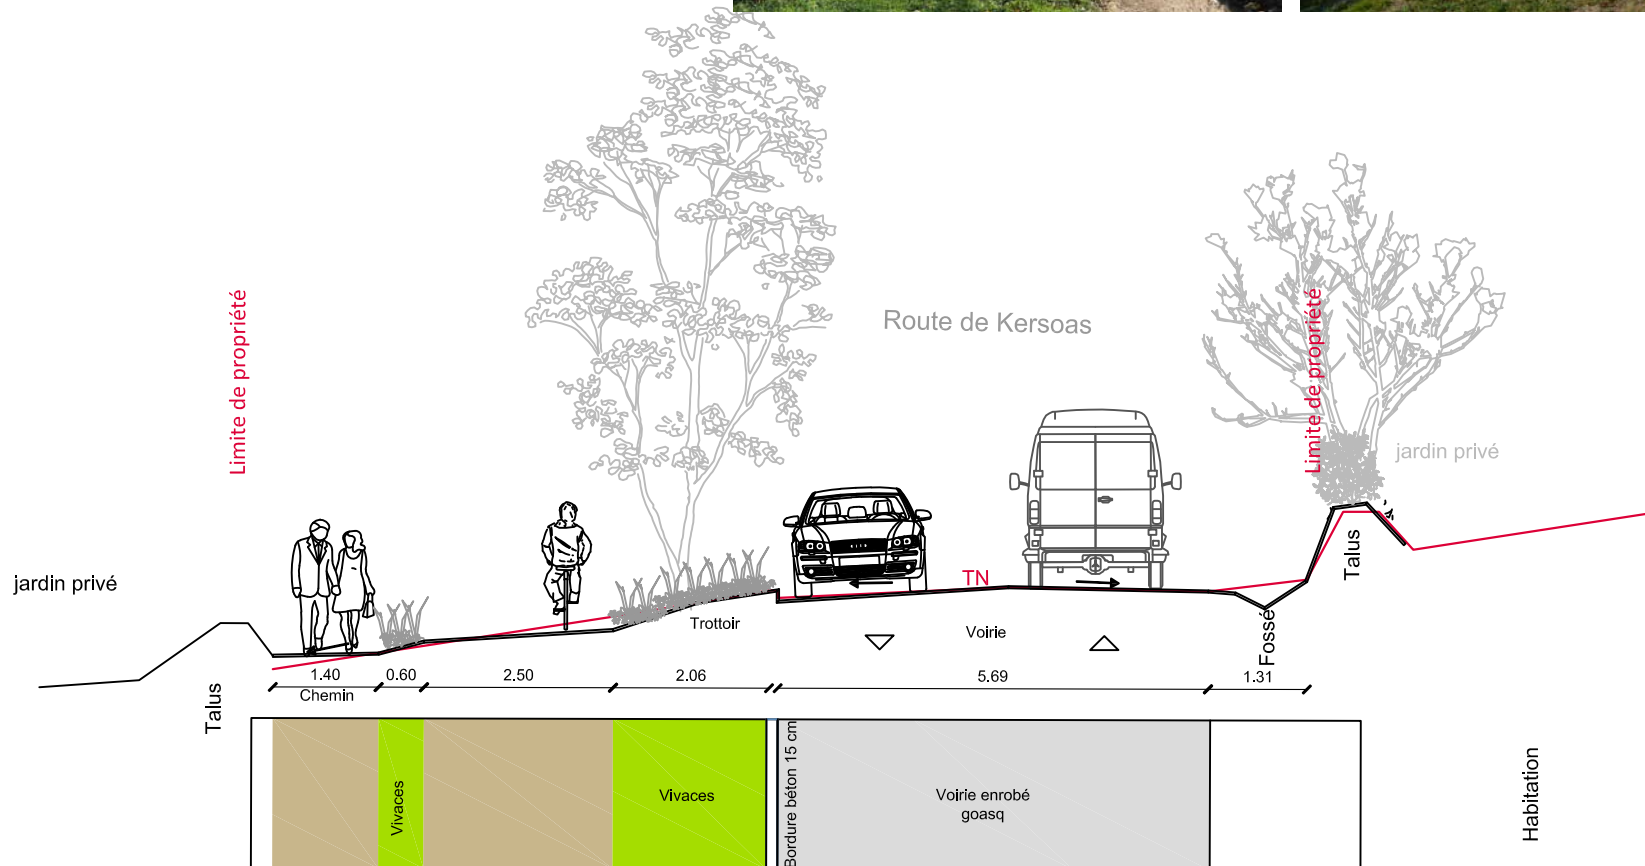 Route de Kersoas
Limite de propriété
Limite de propriété
jardin privé
jardin privé
TN
Talus
Trottoir
Voirie
Fossé
1.40
0.60
2.50
2.06
5.69
1.31
Chemin
Talus
Vivaces
Vivaces
Bordure béton 15 cm
Voirie enrobé
goasq
Habitation